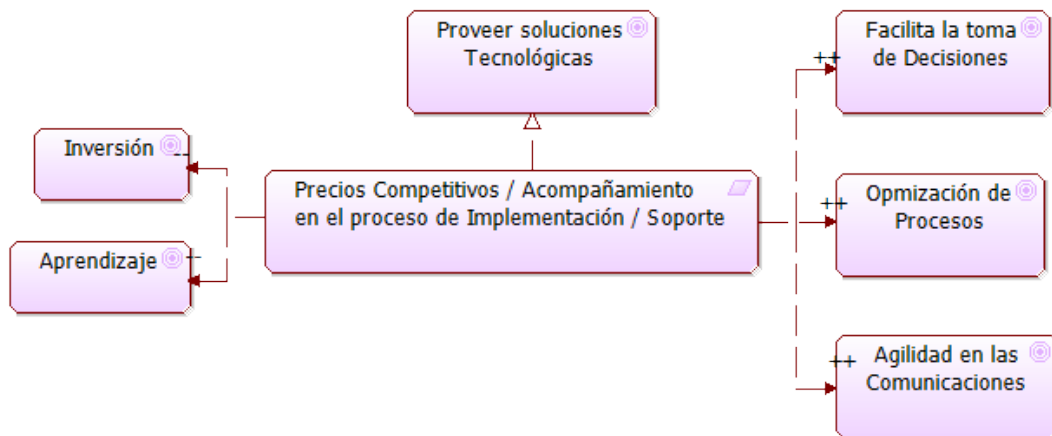 Proveer soluciones
Tecnológicas
Facilita la toma
de Decisiones
++
Inversión
--
Precios Competitivos / Acompañamiento
en el proceso de Implementación / Soporte
Opmización de
Procesos
++
Aprendizaje
--
Agilidad en las
Comunicaciones
++